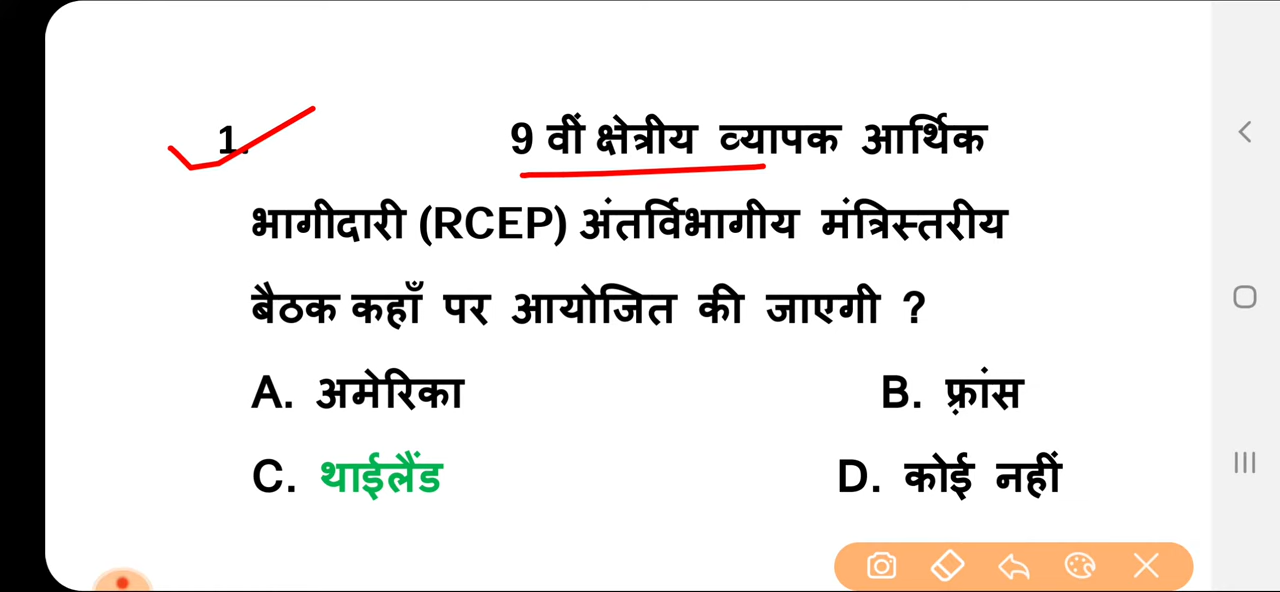 1. 9 वीं क्षेत्रीय व्यापक आर्थिक
भागीदारी (RCEP) अंतर्विभागीय मंत्रिस्तरीय
बैठक कहाँ पर आयोजित की जाएगी ?
A. अमेरिका B. फ़्रांस
C. थाईलैंड D. कोई नहीं